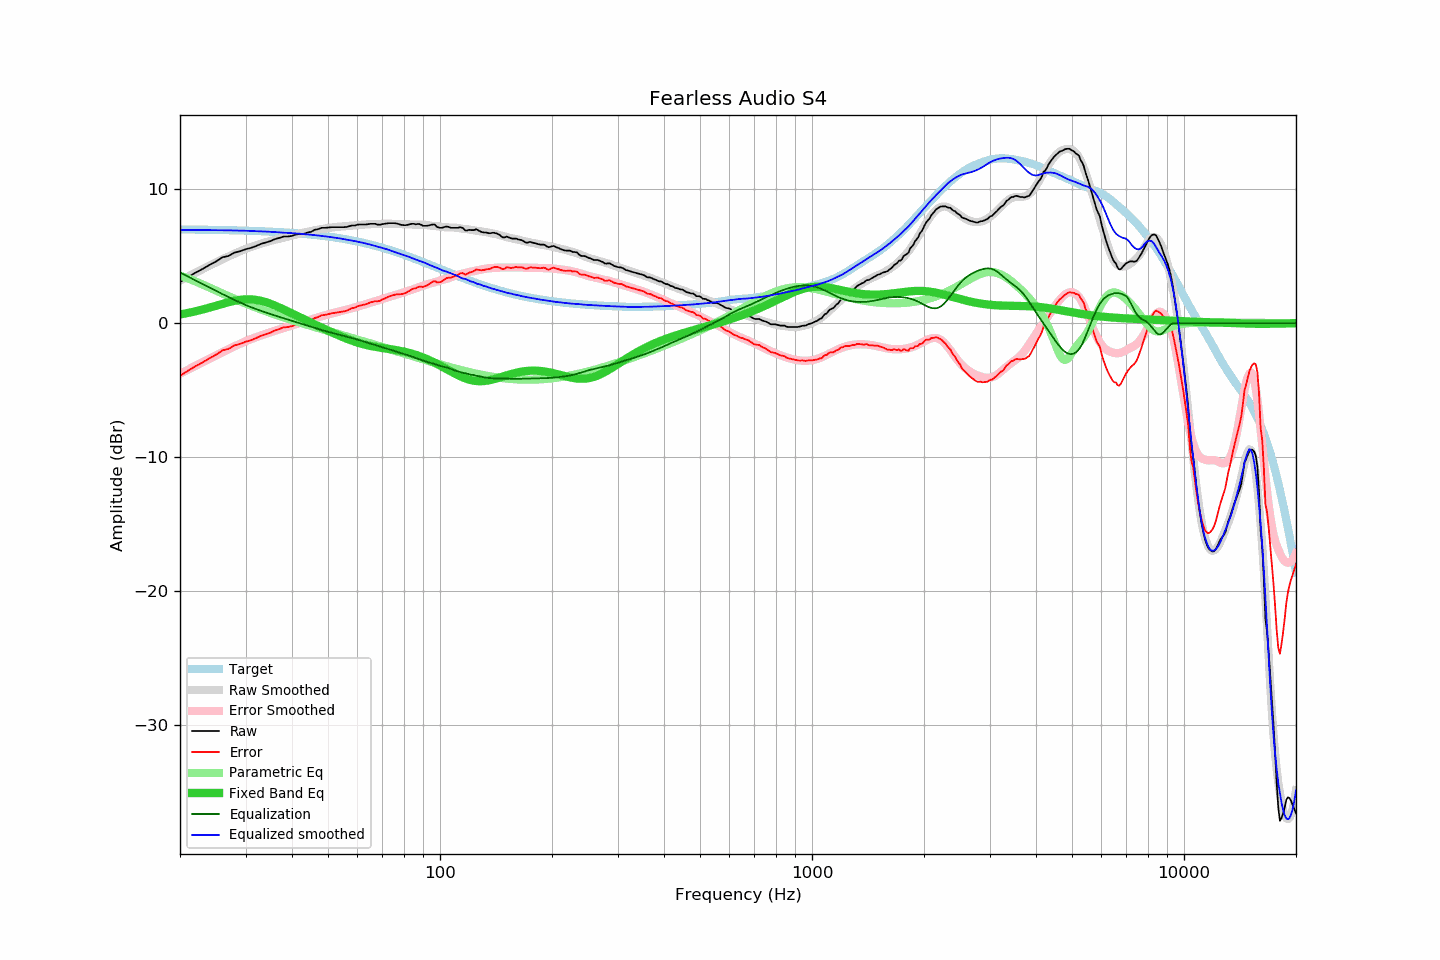 Fearless Audio S4
10
0
−10
−20
−30
Amplitude (dBr)
Target
Raw Smoothed
Error Smoothed
Raw
Error
Parametric Eq
Fixed Band Eq
Equalization
Equalized smoothed
100
1000
10000
Frequency (Hz)